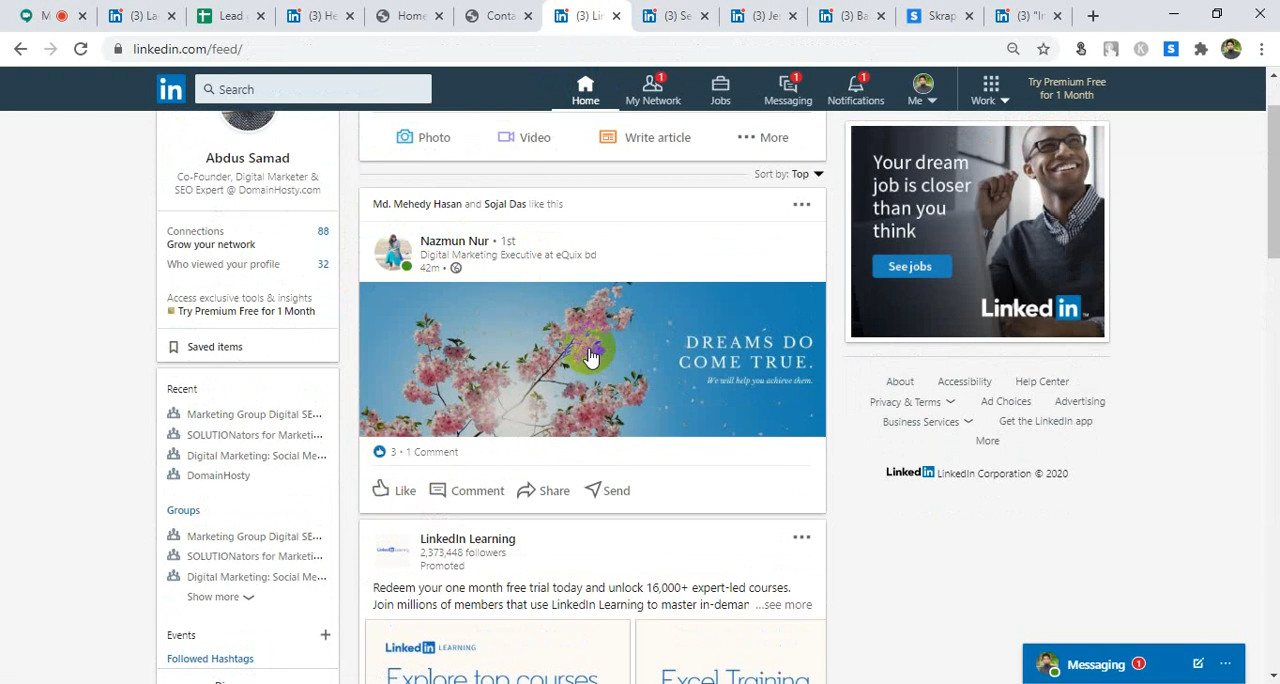 M
(3) La
Lead
(3) He
Home
Conta
(3) Lir
(3) Se
(3) Je
(3) Ba
Skrap
(3) "In
linkedin.com/feed/
Search
Home
1
My Network
Jobs
1
Messaging
1
Notifications
Me
Work
Try Premium Free
for 1 Month
Abdus Samad
Co-Founder, Digital Marketer &
SEO Expert @ DomainHosty.com
Connections 88
Grow your network
Who viewed your profile 32
Access exclusive tools & insights
Try Premium Free for 1 Month
Saved items
Recent
Marketing Group Digital SE...
SOLUTIONators for Marketi...
Digital Marketing: Social Me...
DomainHosty
Groups
Marketing Group Digital SE...
SOLUTIONators for Marketi...
Digital Marketing: Social Me...
Show more
Events +
Followed Hashtags
Photo Video Write article More
Sort by: Top
Md. Mehedy Hasan and Sojal Das like this
Nazmun Nur • 1st
Digital Marketing Executive at eQuix bd
42m •
DREAMS DO
COME TRUE.
We will help you achieve them.
3 • 1 Comment
Like Comment Share Send
LinkedIn Learning
2,373,448 followers
Promoted
Redeem your one month free trial today and unlock 16,000+ expert-led courses.
Join millions of members that use LinkedIn Learning to master in-deman ...see more
Linked in LEARNING
Explore top courses
Excel Training
Your dream
job is closer
than you
think
See jobs
Linked in
About Accessibility Help Center
Privacy & Terms Ad Choices Advertising
Business Services Get the LinkedIn app
More
Linked in LinkedIn Corporation © 2020
Messaging 1